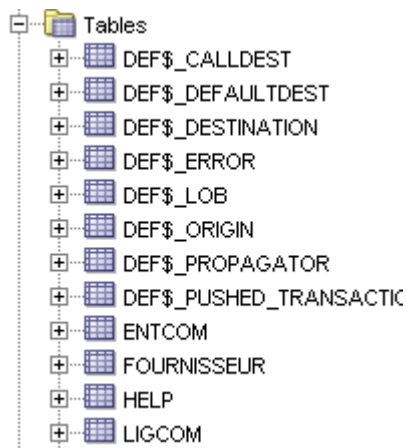 Tables
DEF$_CALLDEST
DEF$_DEFAULTDEST
DEF$_DESTINATION
DEF$_ERROR
DEF$_LOB
DEF$_ORIGIN
DEF$_PROPAGATOR
DEF$_PUSHED_TRANSACTIO
ENTCOM
FOURNISSEUR
HELP
LIGCOM